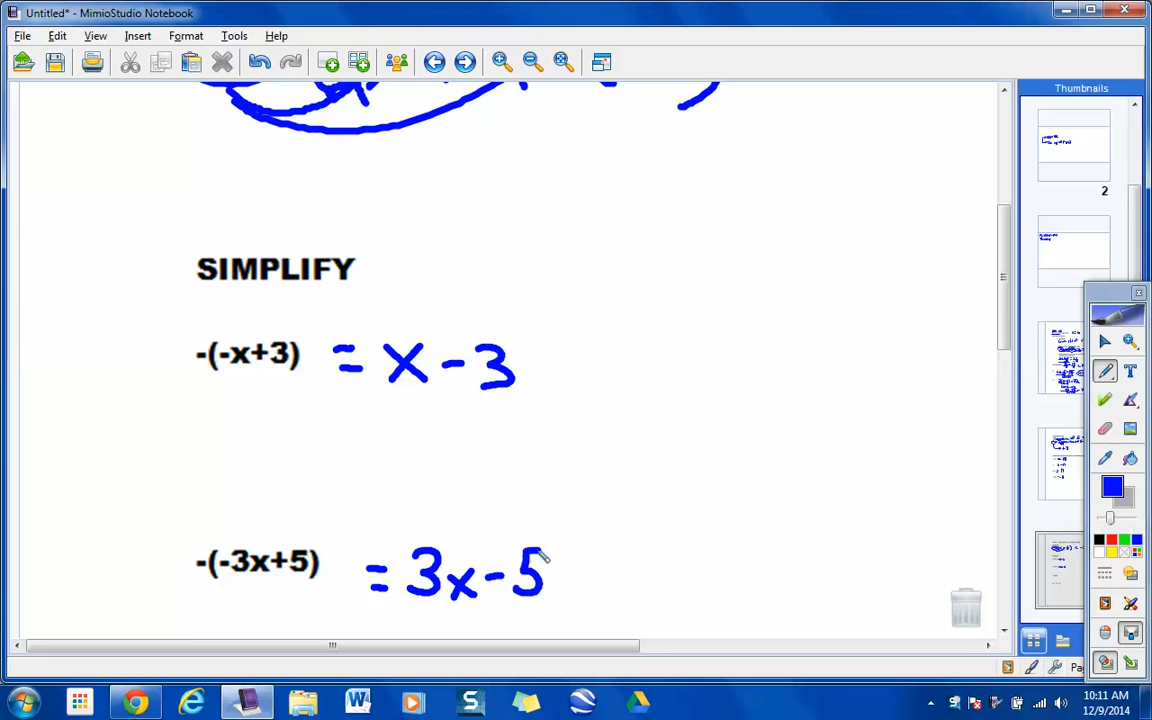 Untitled* - MimioStudio Notebook
File Edit View Insert Format Tools Help
Thumbnails
2
SIMPLIFY
-(-x+3) = x - 3
-(-3x+5) = 3x - 5
10:11 AM
12/9/2014